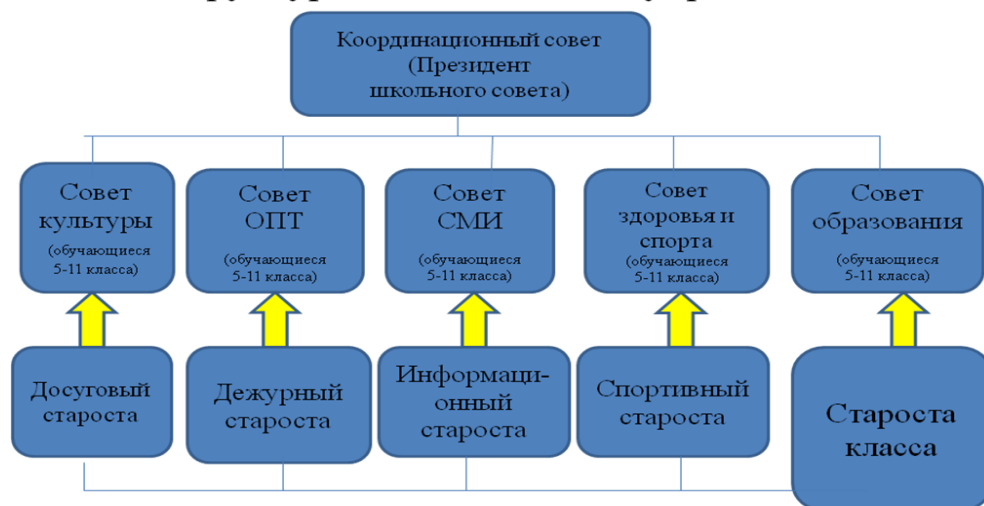 Координационный совет
(Президент
школьного совета)
Совет
культуры
(обучающиеся
5-11 класса)
Совет
ОПТ
(обучающиеся
5-11 класса)
Совет
СМИ
(обучающиеся
5-11 класса)
Совет
здоровья и
спорта
(обучающиеся
5-11 класса)
Совет
образования
(обучающиеся
5-11 класса)
Досуговый
староста
Дежурный
староста
Информаци-
онный
староста
Спортивный
староста
Староста
класса